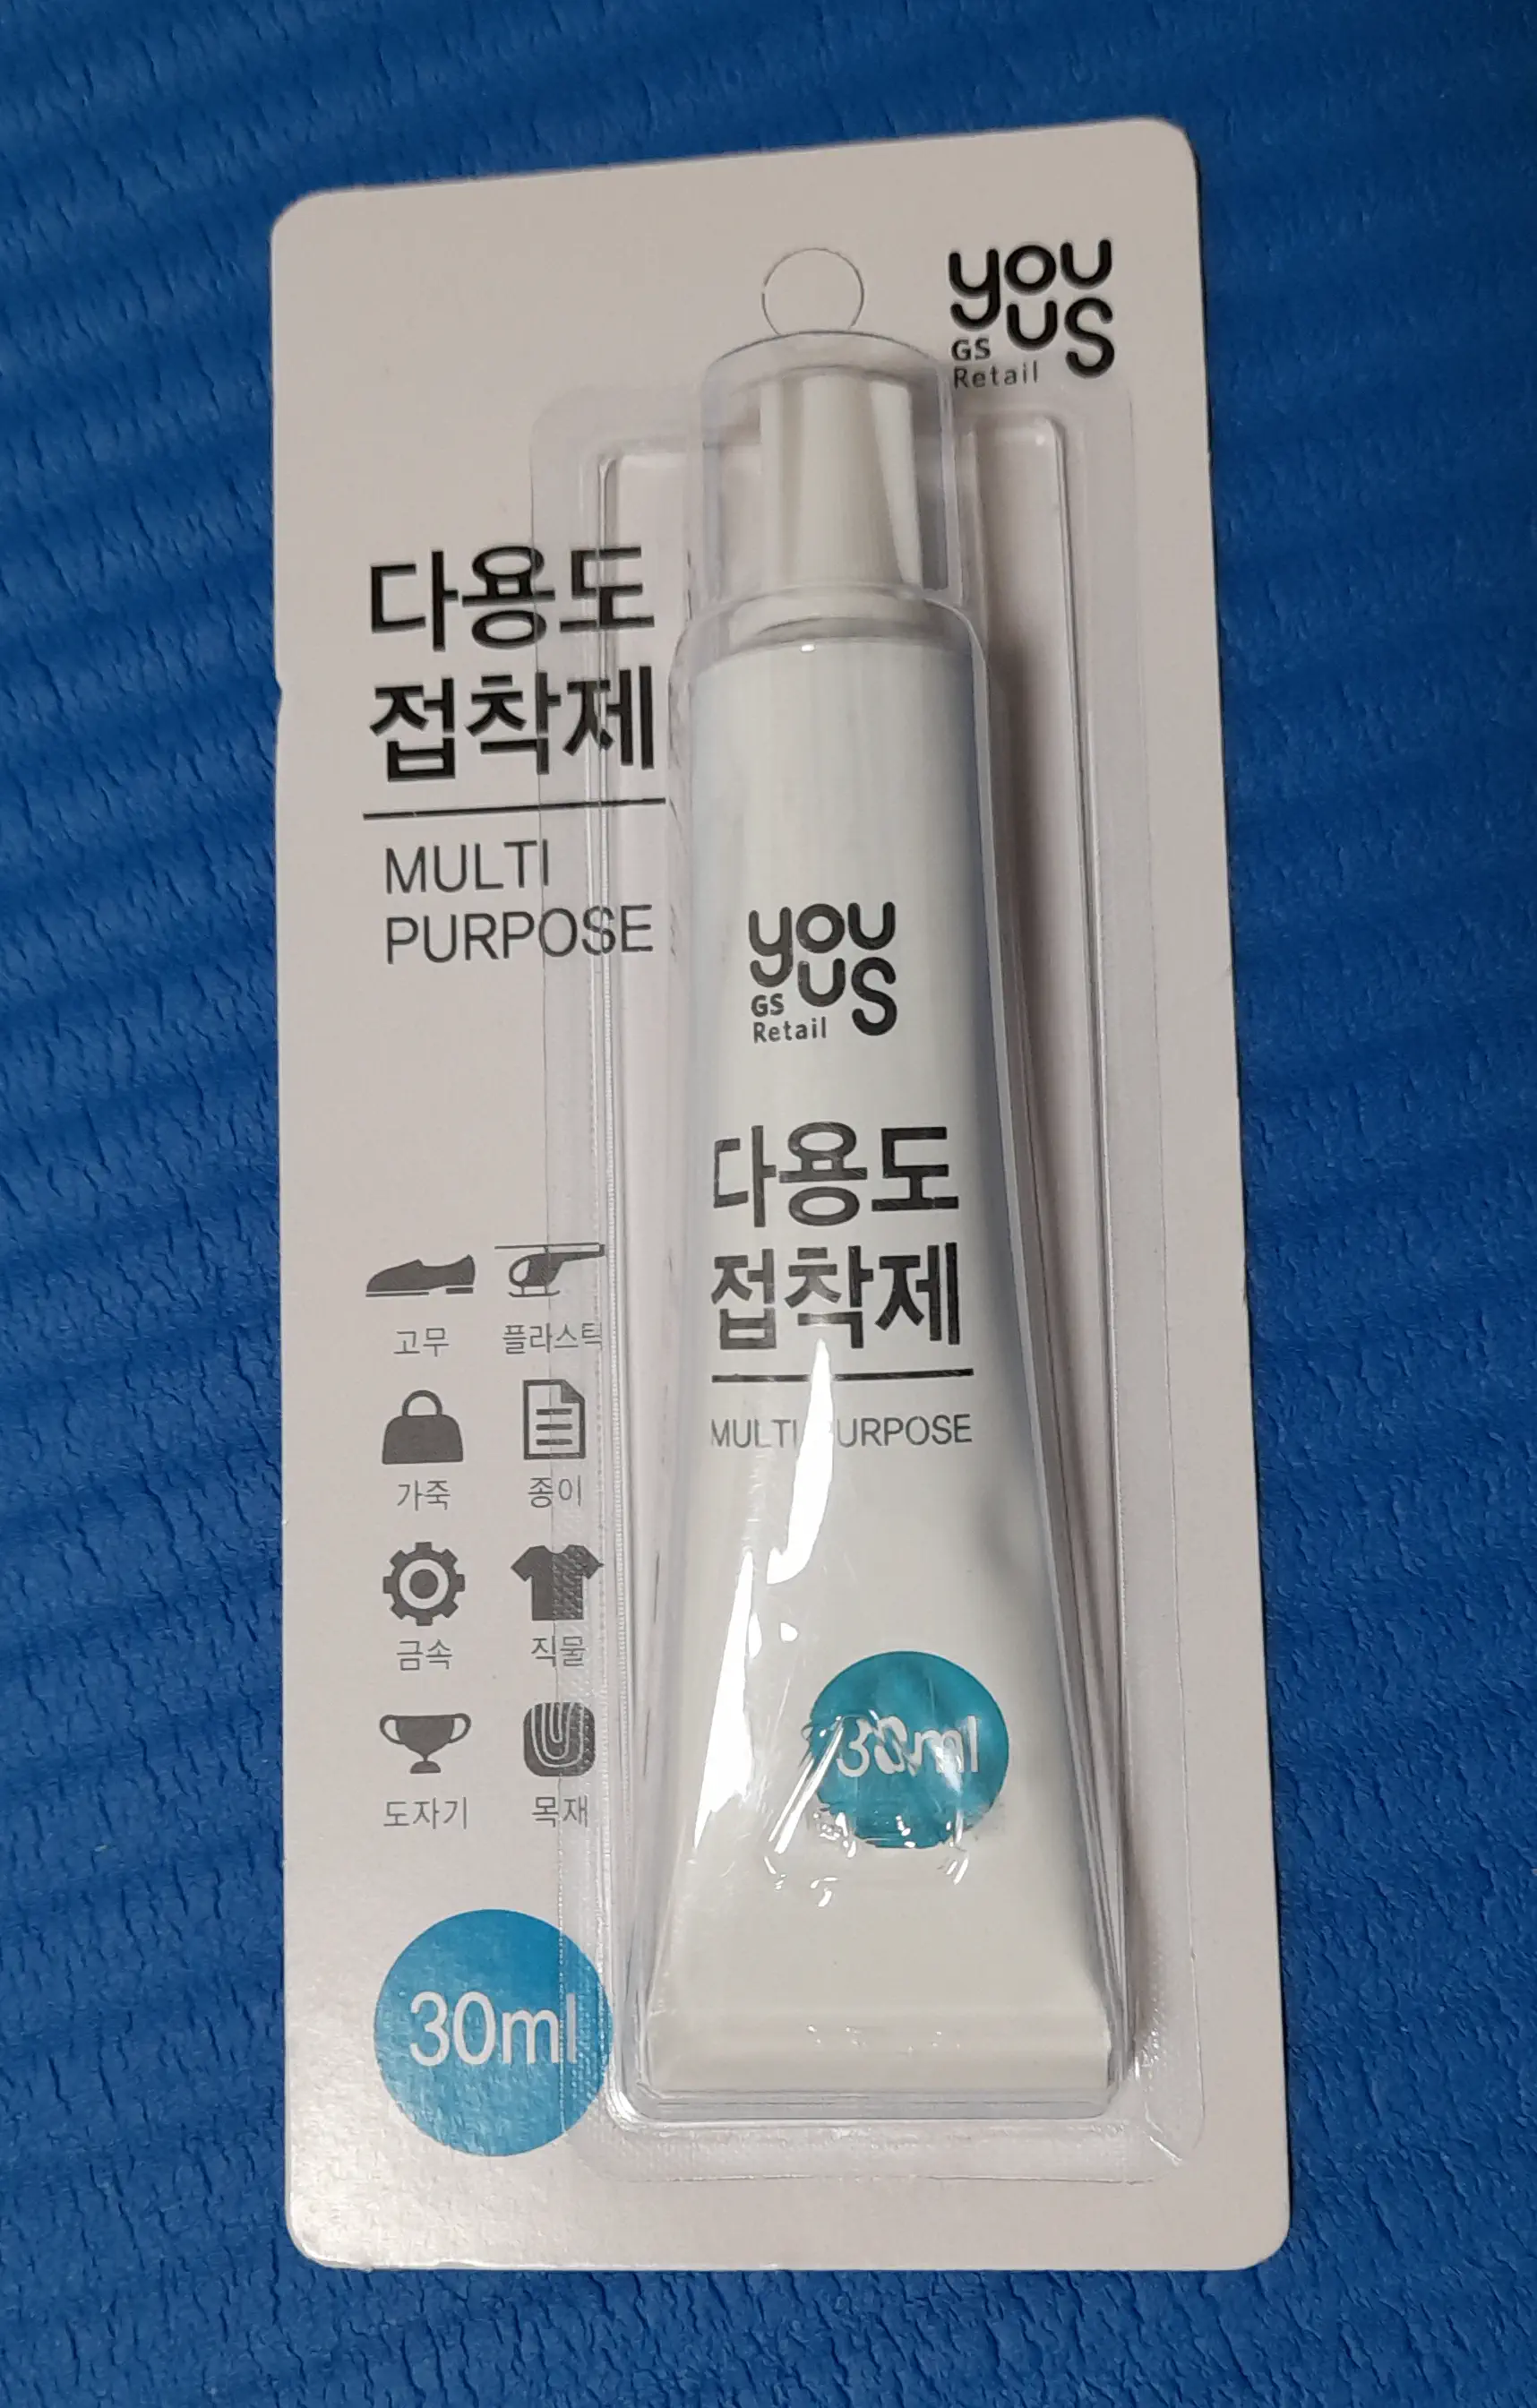 you
us
GS
Retail
다용도
접착제
MULTI
PURPOSE
you
us
GS
Retail
다용도
접착제
MULTI PURPOSE
고무 플라스틱
가죽 종이
금속 직물
도자기 목재
30ml
30ml